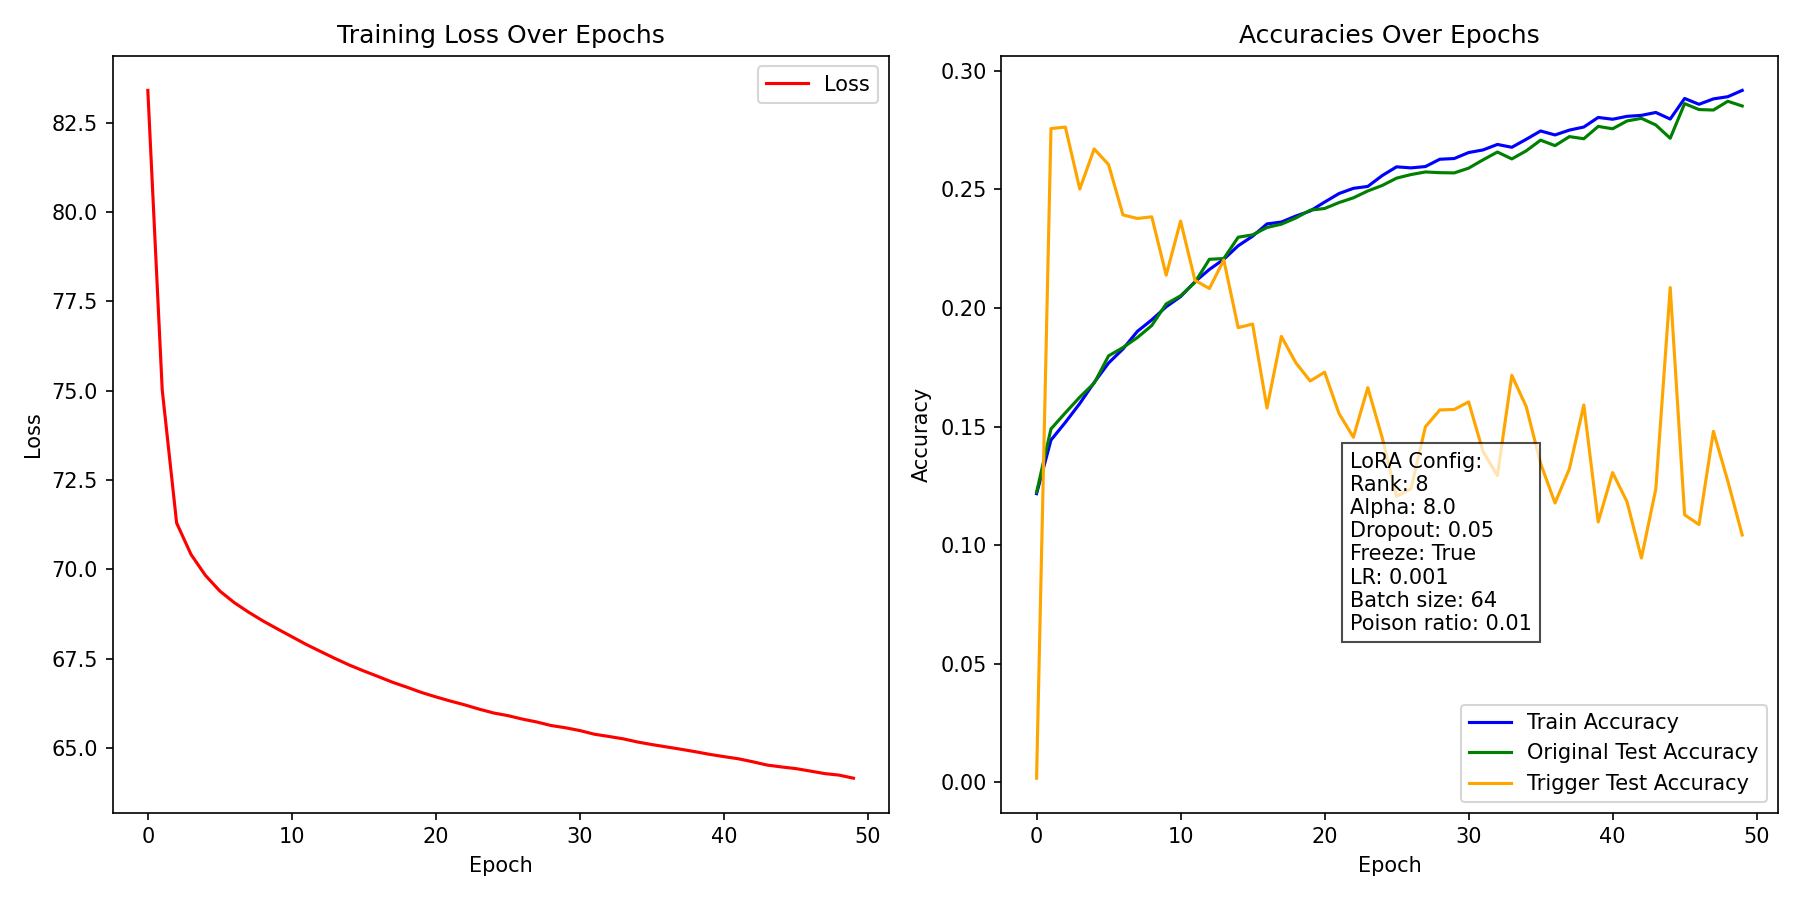 Training Loss Over Epochs
Loss
82.5
80.0
77.5
75.0
72.5
70.0
67.5
65.0
Loss
0
10
20
30
40
50
Epoch
Accuracies Over Epochs
0.30
0.25
0.20
0.15
0.10
0.05
0.00
Accuracy
LoRA Config:
Rank: 8
Alpha: 8.0
Dropout: 0.05
Freeze: True
LR: 0.001
Batch size: 64
Poison ratio: 0.01
Train Accuracy
Original Test Accuracy
Trigger Test Accuracy
0
10
20
30
40
50
Epoch